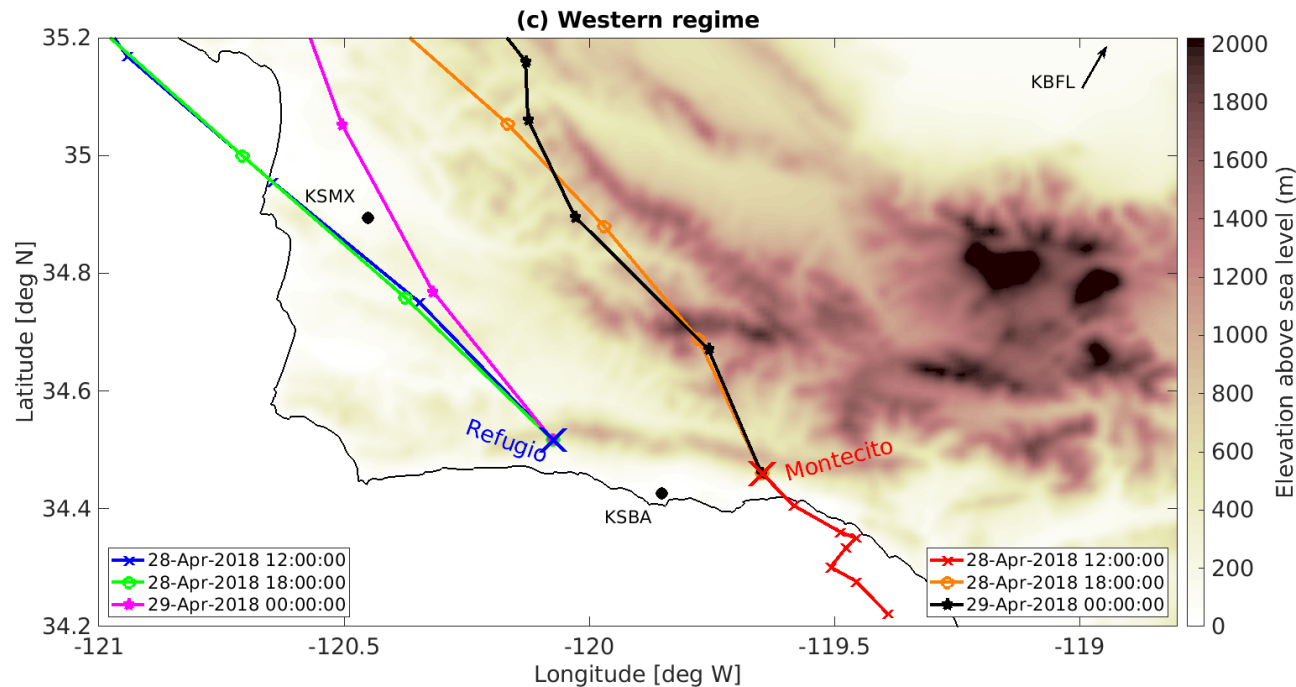 (c) Western regime
35.2
35
34.8
34.6
34.4
34.2
Latitude [deg N]
-121
-120.5
-120
-119.5
-119
Longitude [deg W]
KBFL
KSMX
Refugio
Montecito
KSBA
28-Apr-2018 12:00:00
28-Apr-2018 18:00:00
29-Apr-2018 00:00:00
28-Apr-2018 12:00:00
28-Apr-2018 18:00:00
29-Apr-2018 00:00:00
2000
1800
1600
1400
1200
1000
800
600
400
200
0
Elevation above sea level (m)